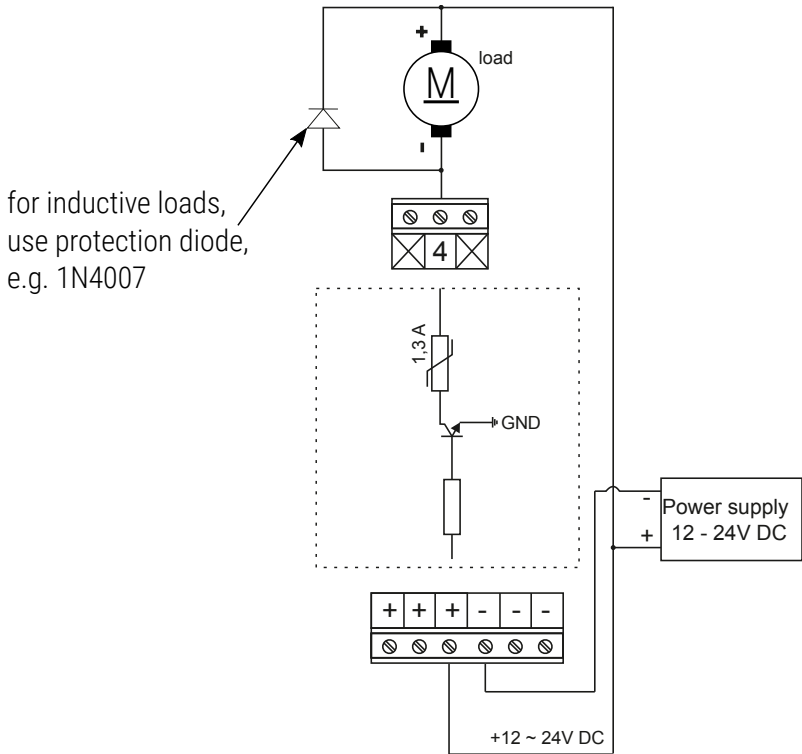 +
load
M
-
for inductive loads,
use protection diode,
e.g. 1N4007
4
1,3 A
GND
-
Power supply
+ 12 - 24V DC
+ + + - - -
+12 ~ 24V DC